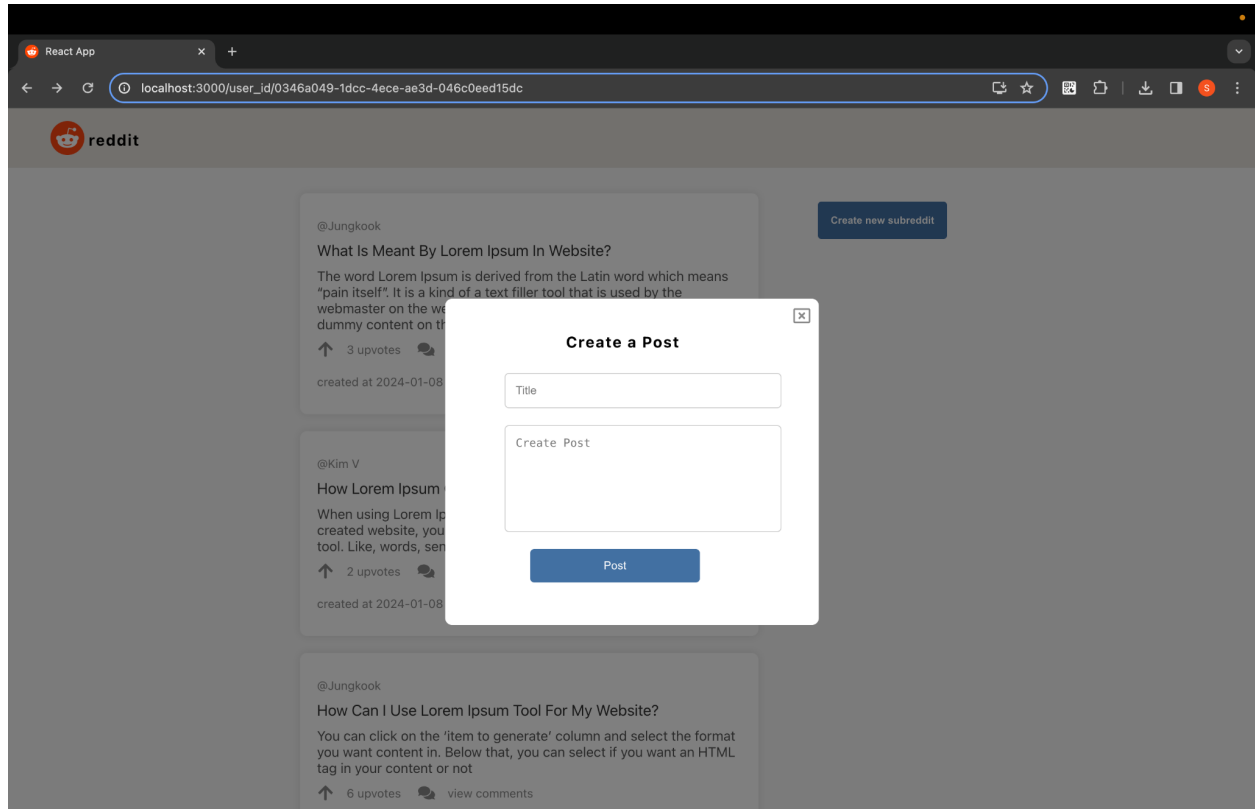 React App
localhost:3000/user_id/0346a049-1dcc-4ece-ae3d-046c0eed15dc
S
reddit
Create new subreddit
@Jungkook
What Is Meant By Lorem Ipsum In Website?
The word Lorem Ipsum is derived from the Latin word which means
“pain itself”. It is a kind of a text filler tool that is used by the
webmaster on the we
dummy content on th
3 upvotes
created at 2024-01-08
Create a Post
Title
Create Post
Post
@Kim V
How Lorem Ipsum
When using Lorem Ip
created website, you
tool. Like, words, sen
2 upvotes
created at 2024-01-08
@Jungkook
How Can I Use Lorem Ipsum Tool For My Website?
You can click on the ‘item to generate’ column and select the format
you want content in. Below that, you can select if you want an HTML
tag in your content or not
6 upvotes view comments